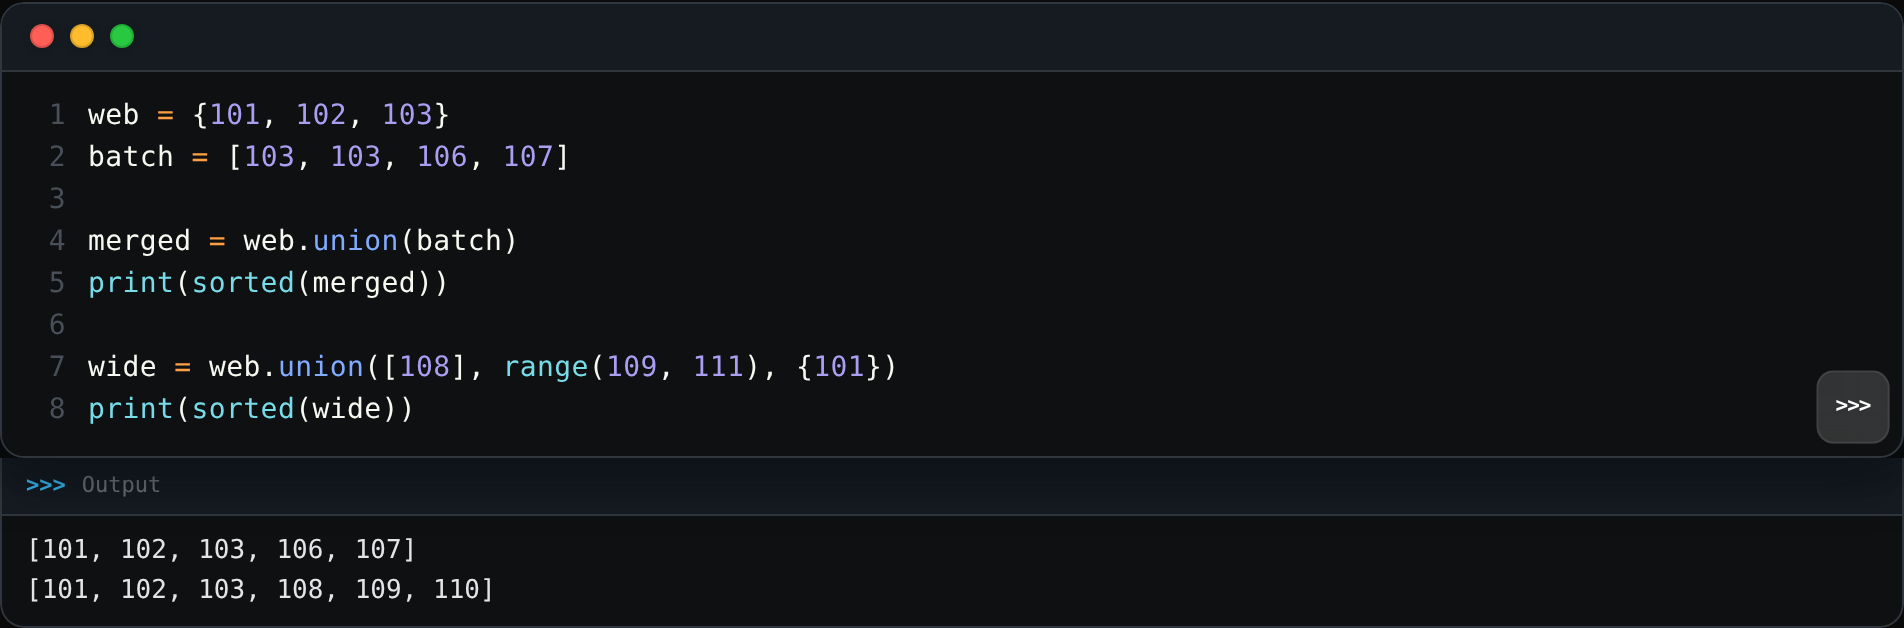 1 web = {101, 102, 103}
2 batch = [103, 103, 106, 107]
3
4 merged = web.union(batch)
5 print(sorted(merged))
6
7 wide = web.union([108], range(109, 111), {101})
8 print(sorted(wide))
>>>
>>> Output
[101, 102, 103, 106, 107]
[101, 102, 103, 108, 109, 110]